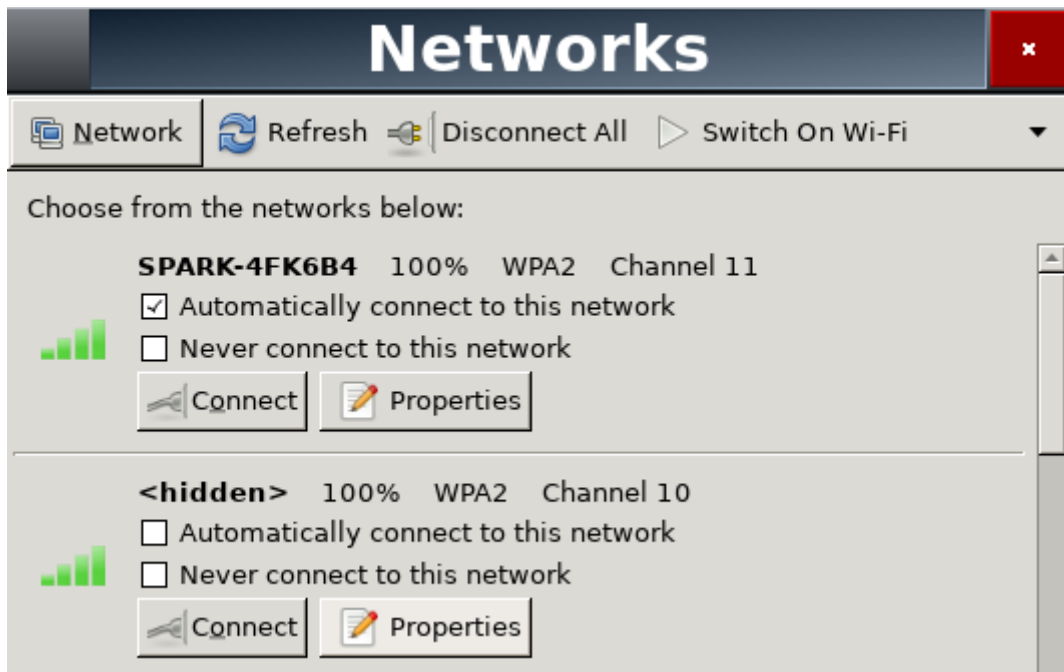 Networks
Network Refresh Disconnect All Switch On Wi-Fi
Choose from the networks below:
SPARK-4FK6B4 100% WPA2 Channel 11
Automatically connect to this network
Never connect to this network
Connect Properties
<hidden> 100% WPA2 Channel 10
Automatically connect to this network
Never connect to this network
Connect Properties